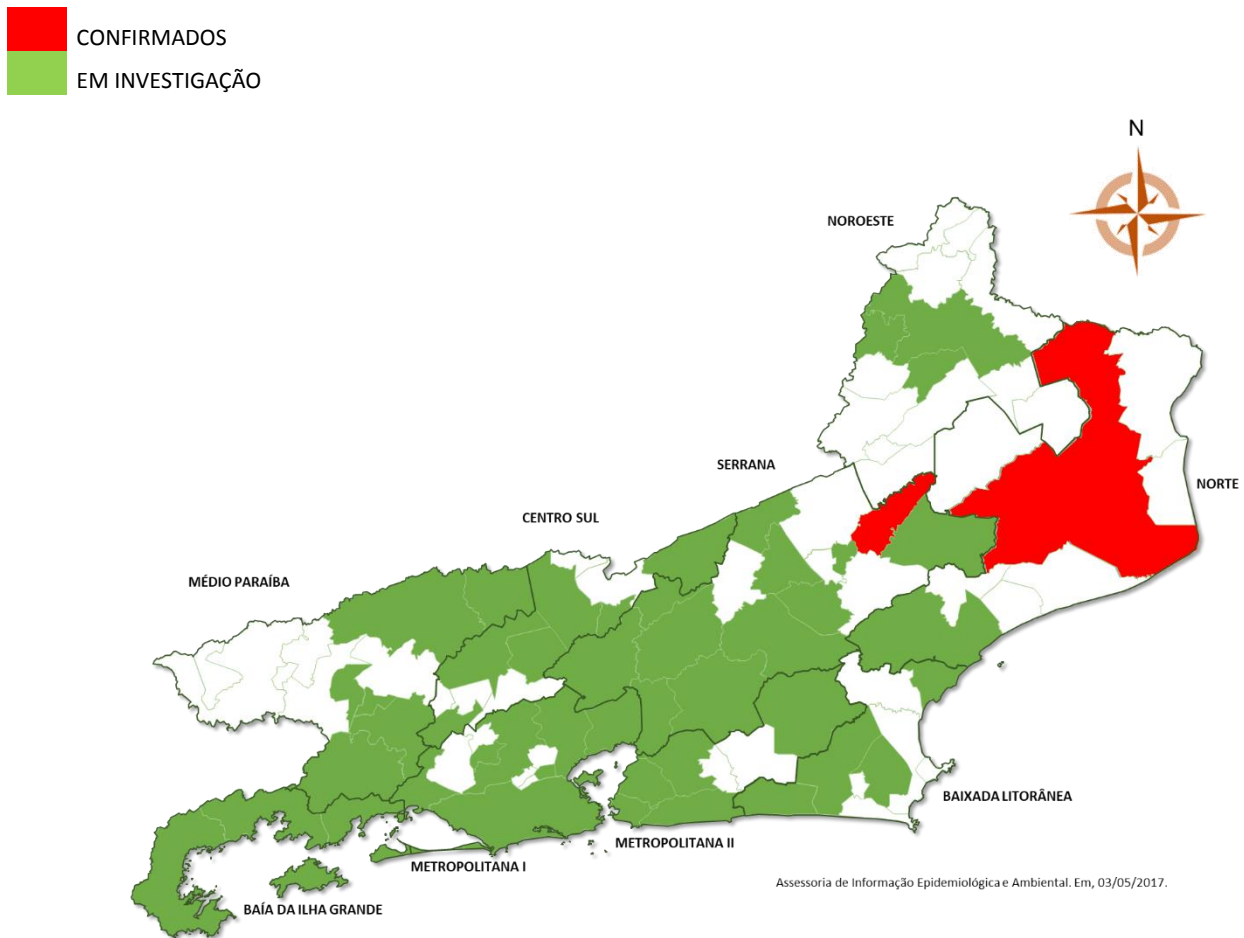 CONFIRMADOS
EM INVESTIGAÇÃO
N
NOROESTE
SERRANA
NORTE
CENTRO SUL
MÉDIO PARAÍBA
BAIXADA LITORÂNEA
METROPOLITANA II
METROPOLITANA I
BAÍA DA ILHA GRANDE
Assessoria de Informação Epidemiológica e Ambiental. Em, 03/05/2017.